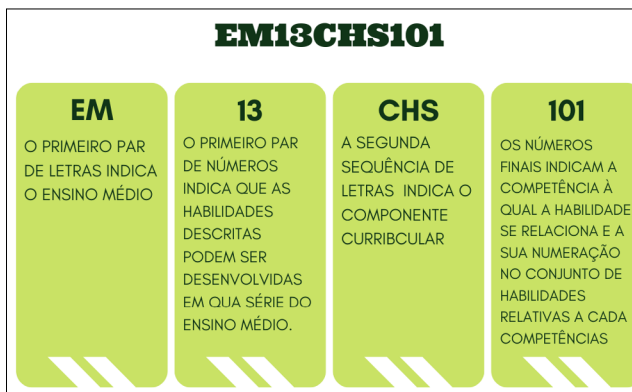 EM13CHS101
EM
O PRIMEIRO PAR
DE LETRAS INDICA
O ENSINO MÉDIO
13
O PRIMEIRO PAR
DE NÚMEROS
INDICA QUE AS
HABILIDADES
DESCRITAS
PODEM SER
DESENVOLVIDAS
EM QUA SÉRIE DO
ENSINO MÉDIO.
CHS
A SEGUNDA
SEQUÊNCIA DE
LETRAS INDICA O
COMPONENTE
CURRIBCULAR
101
OS NÚMEROS
FINAIS INDICAM A
COMPETÊNCIA À
QUAL A HABILIDADE
SE RELACIONA E A
SUA NUMERAÇÃO
NO CONJUNTO DE
HABILIDADES
RELATIVAS A CADA
COMPETÊNCIAS